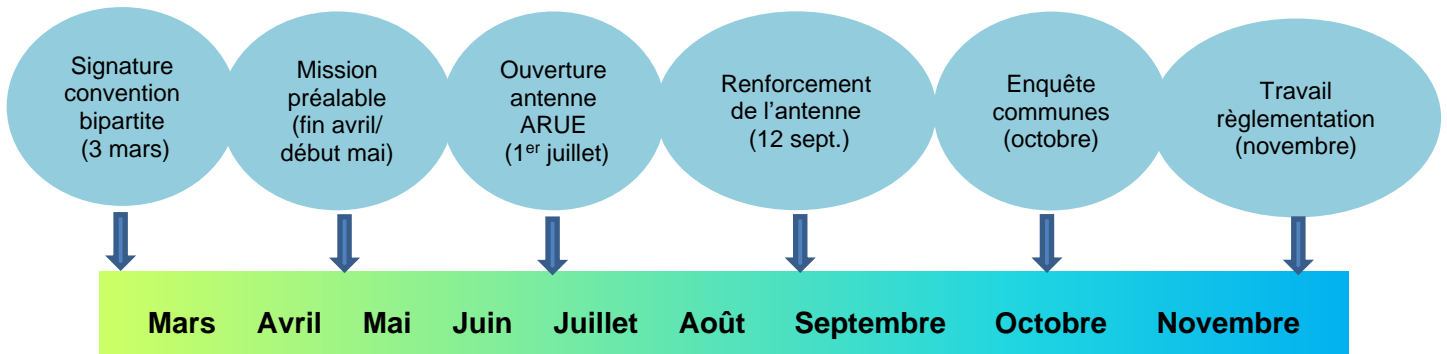 Signature
convention
bipartite
(3 mars)
Mission
préalable
(fin avril/
début mai)
Ouverture
antenne
ARUE
(1er juillet)
Renforcement
de l’antenne
(12 sept.)
Enquête
communes
(octobre)
Travail
règlementation
(novembre)
Mars Avril Mai Juin Juillet Août Septembre Octobre Novembre